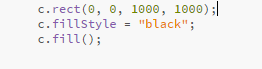 c.rect(0, 0, 1000, 1000);
c.fillStyle = "black";
c.fill();